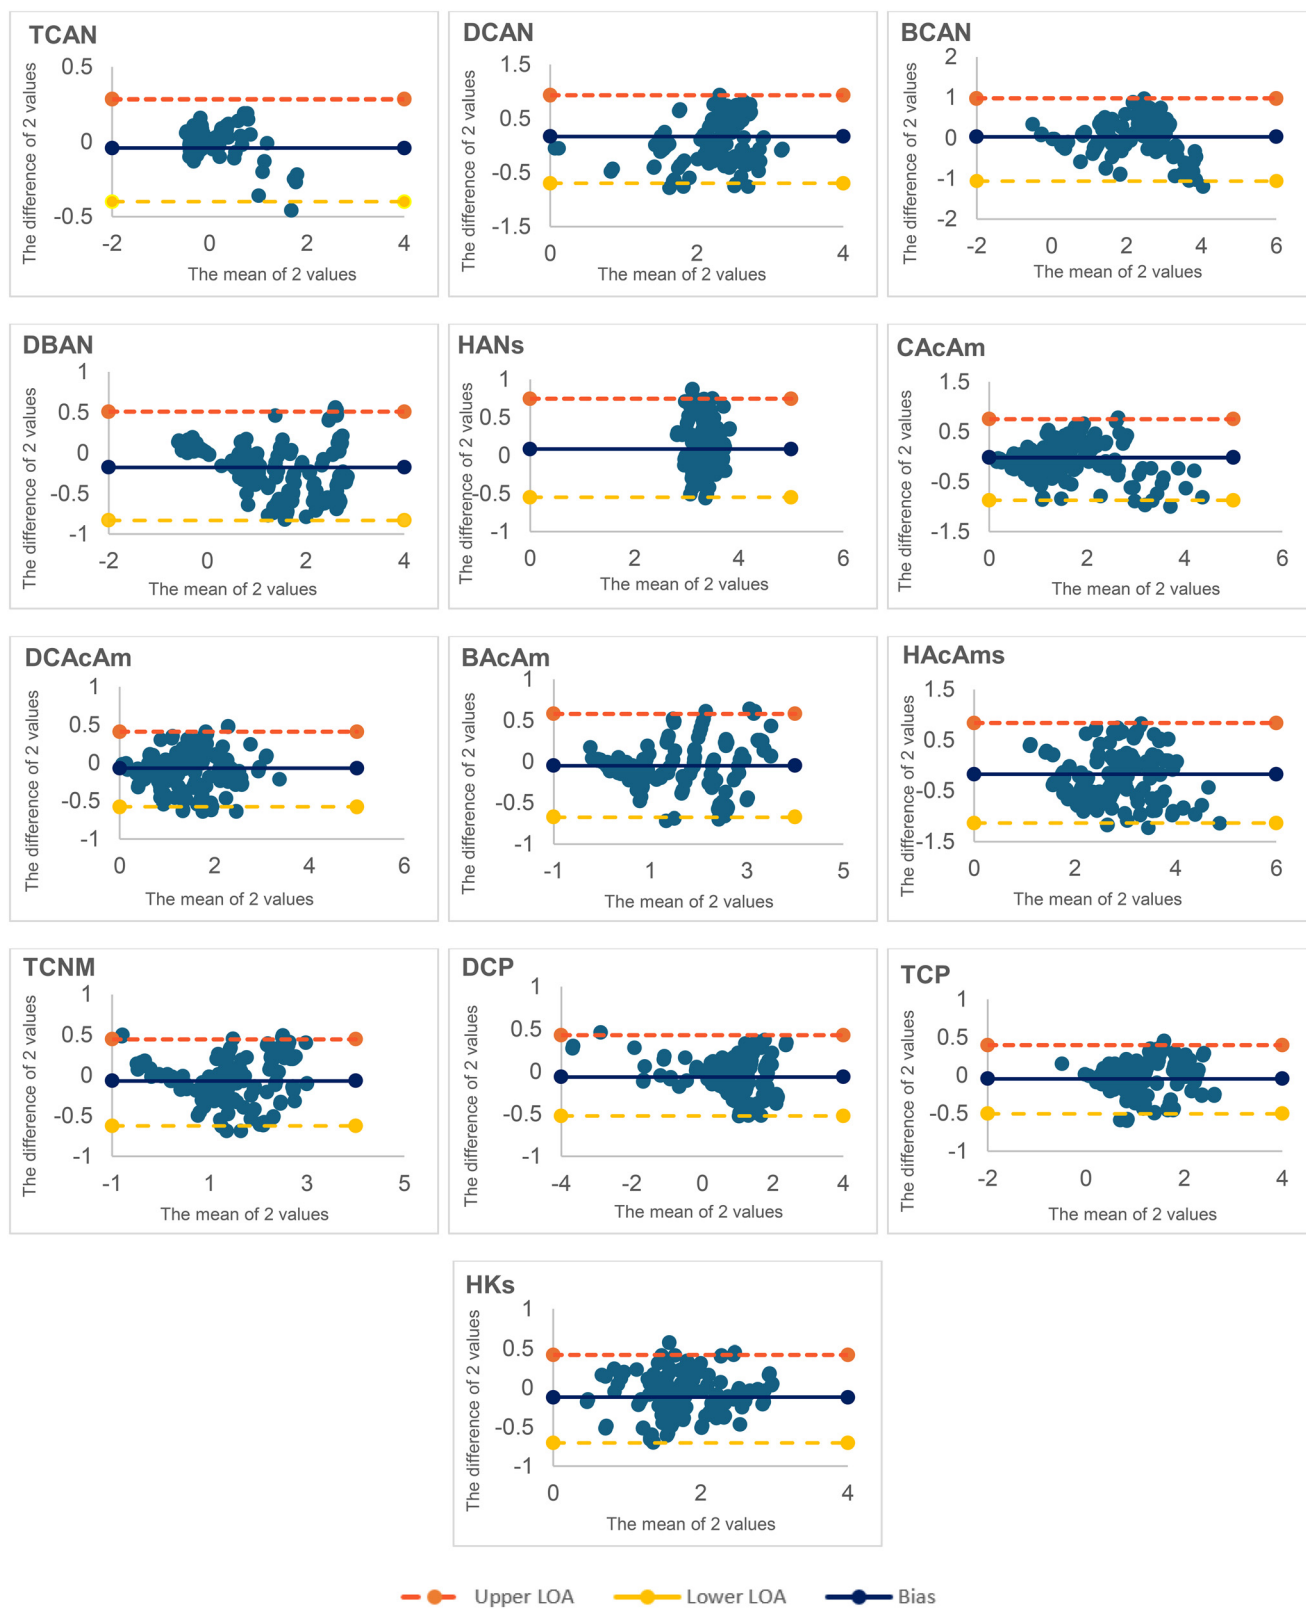 TCAN
The difference of 2 values
0.5
0
-0.5
-2 0 2 4
The mean of 2 values
DCAN
The difference of 2 values
1.5
0.5
-0.5
-1.5
0 2 4
The mean of 2 values
BCAN
The difference of 2 values
2
1
0
-1
-2
-2 0 2 4 6
The mean of 2 values
DBAN
The difference of 2 values
1
0.5
0
-0.5
-1
-2 0 2 4
The mean of 2 values
HANs
The difference of 2 values
1
0.5
0
-0.5
-1
0 2 4 6
The mean of 2 values
CAcAm
The difference of 2 values
1.5
0.5
-0.5
-1.5
0 2 4 6
The mean of 2 values
DCAcAm
The difference of 2 values
1
0.5
0
-0.5
-1
0 2 4 6
The mean of 2 values
BAcAm
The difference of 2 values
1
0.5
0
-0.5
-1
-1 1 3 5
The mean of 2 values
HAcAms
The difference of 2 values
1.5
0.5
-0.5
-1.5
0 2 4 6
The mean of 2 values
TCNM
The difference of 2 values
1
0.5
0
-0.5
-1
-1 1 3 5
The mean of 2 values
DCP
The difference of 2 values
1
0.5
0
-0.5
-1
-4 -2 0 2 4
The mean of 2 values
TCP
The difference of 2 values
1
0.5
0
-0.5
-1
-2 0 2 4
The mean of 2 values
HKs
The difference of 2 values
1
0.5
0
-0.5
-1
0 2 4
The mean of 2 values
Upper LOA Lower LOA Bias